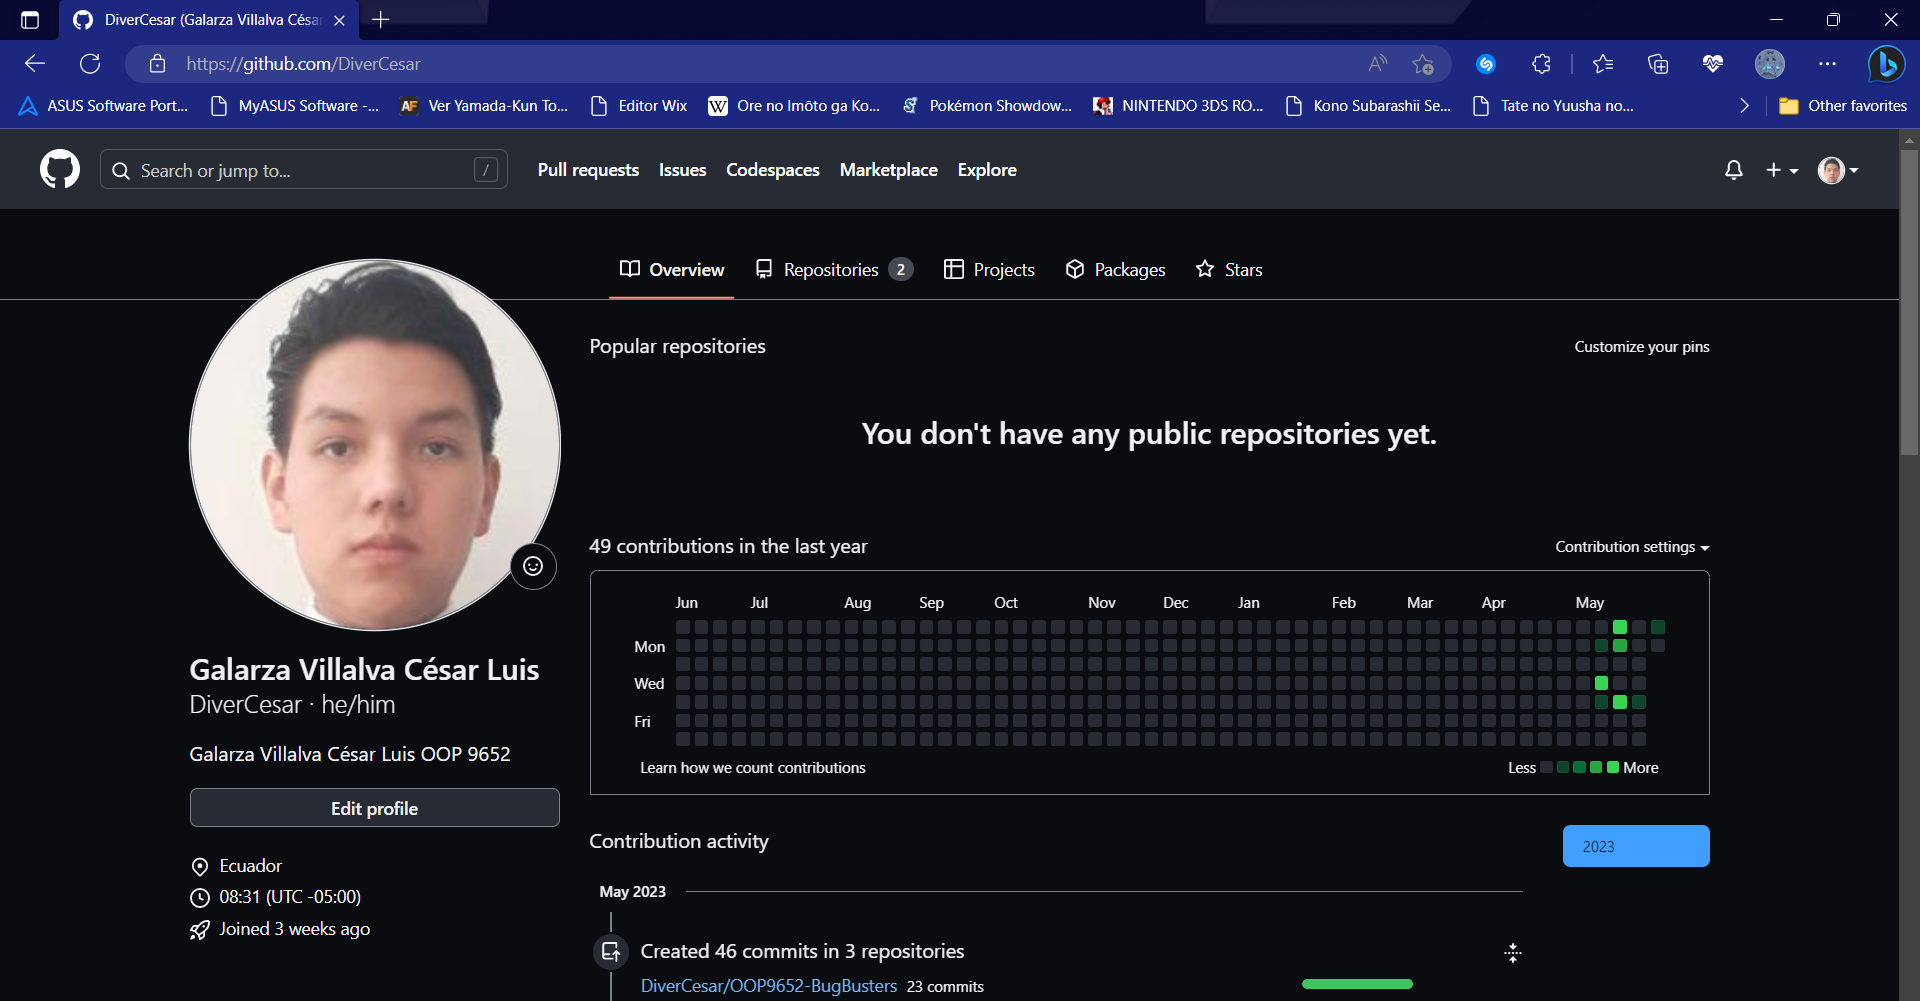 DiverCesar (Galarza Villalva Césa
https://github.com/DiverCesar
ASUS Software Port... MyASUS Software -... Ver Yamada-Kun To... Editor Wix Ore no Imōto ga Ko... Pokémon Showdow... NINTENDO 3DS RO... Kono Subarashii Se... Tate no Yuusha no... Other favorites
Search or jump to... / Pull requests Issues Codespaces Marketplace Explore
Overview Repositories 2 Projects Packages Stars
Popular repositories Customize your pins
You don't have any public repositories yet.
49 contributions in the last year Contribution settings
Jun Jul Aug Sep Oct Nov Dec Jan Feb Mar Apr May
Mon
Wed
Fri
Learn how we count contributions Less More
Galarza Villalva César Luis
DiverCesar · he/him
Galarza Villalva César Luis OOP 9652
Edit profile
Ecuador
08:31 (UTC -05:00)
Joined 3 weeks ago
Contribution activity 2023
May 2023
Created 46 commits in 3 repositories
DiverCesar/OOP9652-BugBusters 23 commits